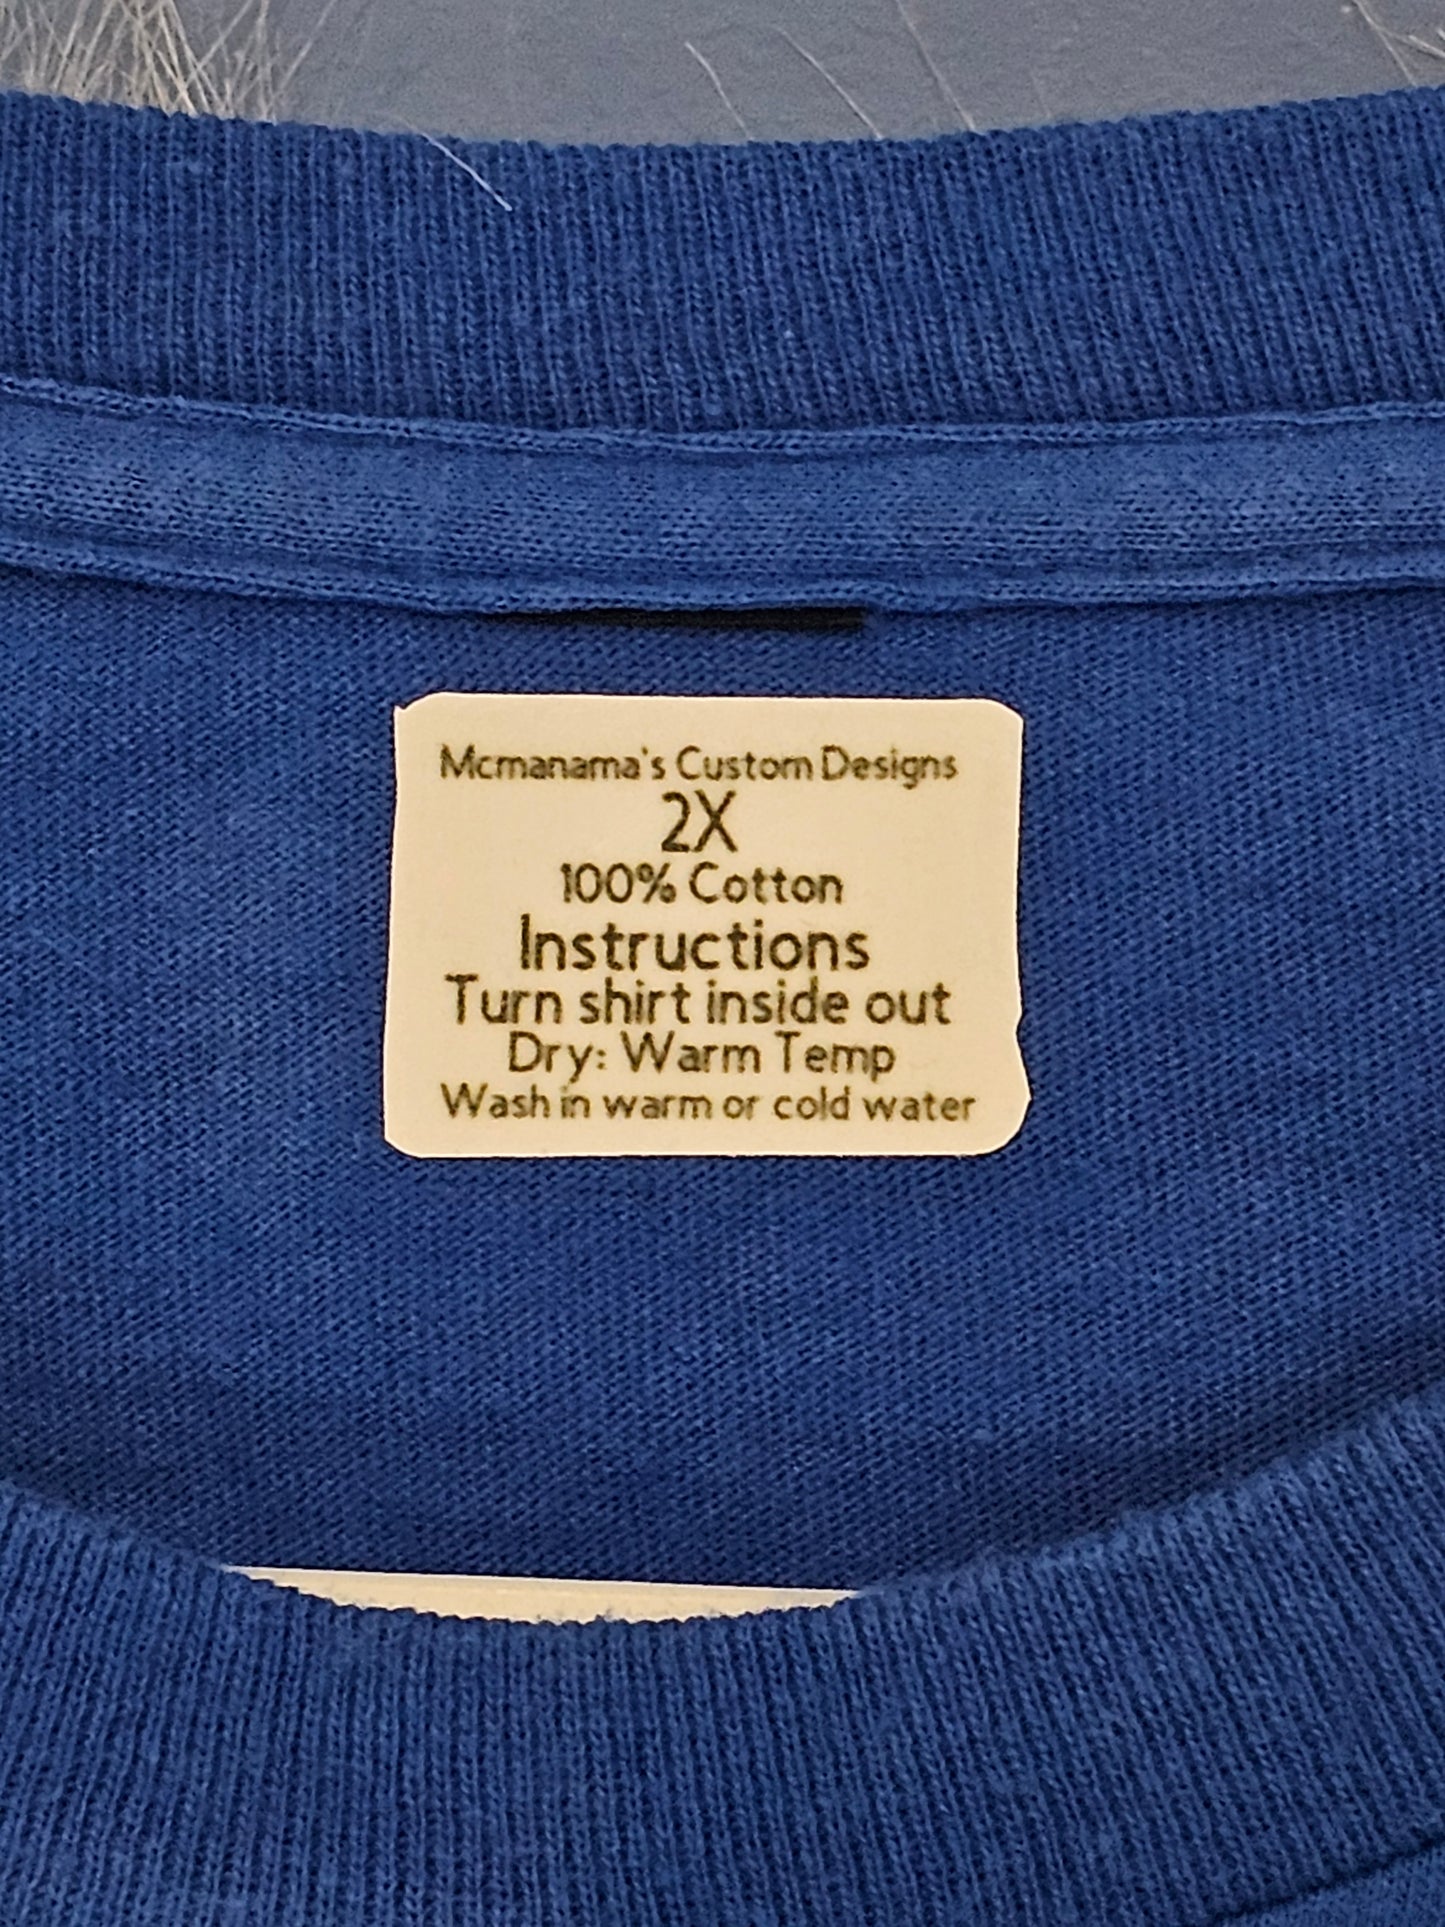 Mcmanama's Custom Designs
2X
100% Cotton
Instructions
Turn shirt inside out
Dry: Warm Temp
Wash in warm or cold water